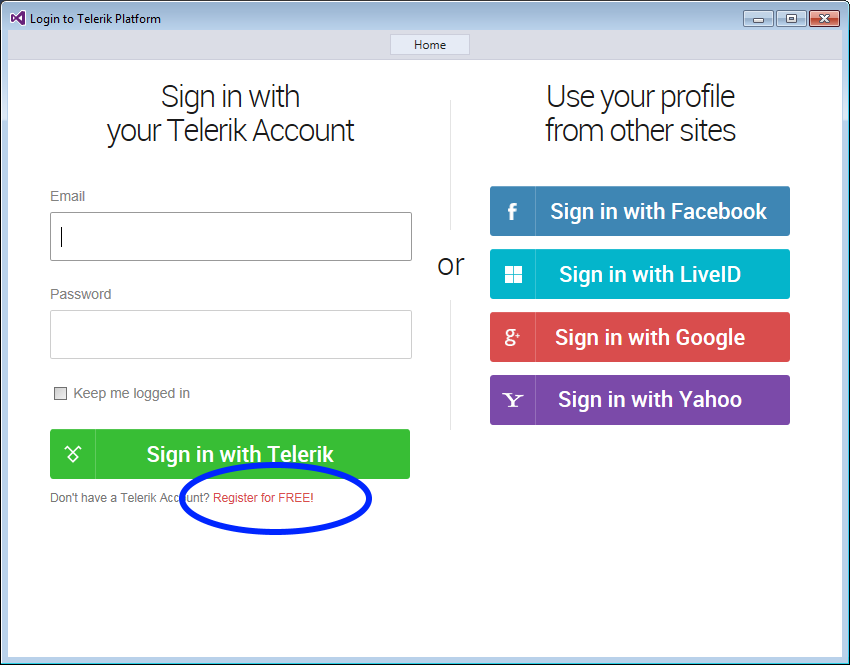 Login to Telerik Platform
Home
Sign in with
your Telerik Account
Email
Password
Keep me logged in
Sign in with Telerik
Don't have a Telerik Account? Register for FREE!
or
Use your profile
from other sites
f Sign in with Facebook
Sign in with LiveID
g+ Sign in with Google
Y Sign in with Yahoo